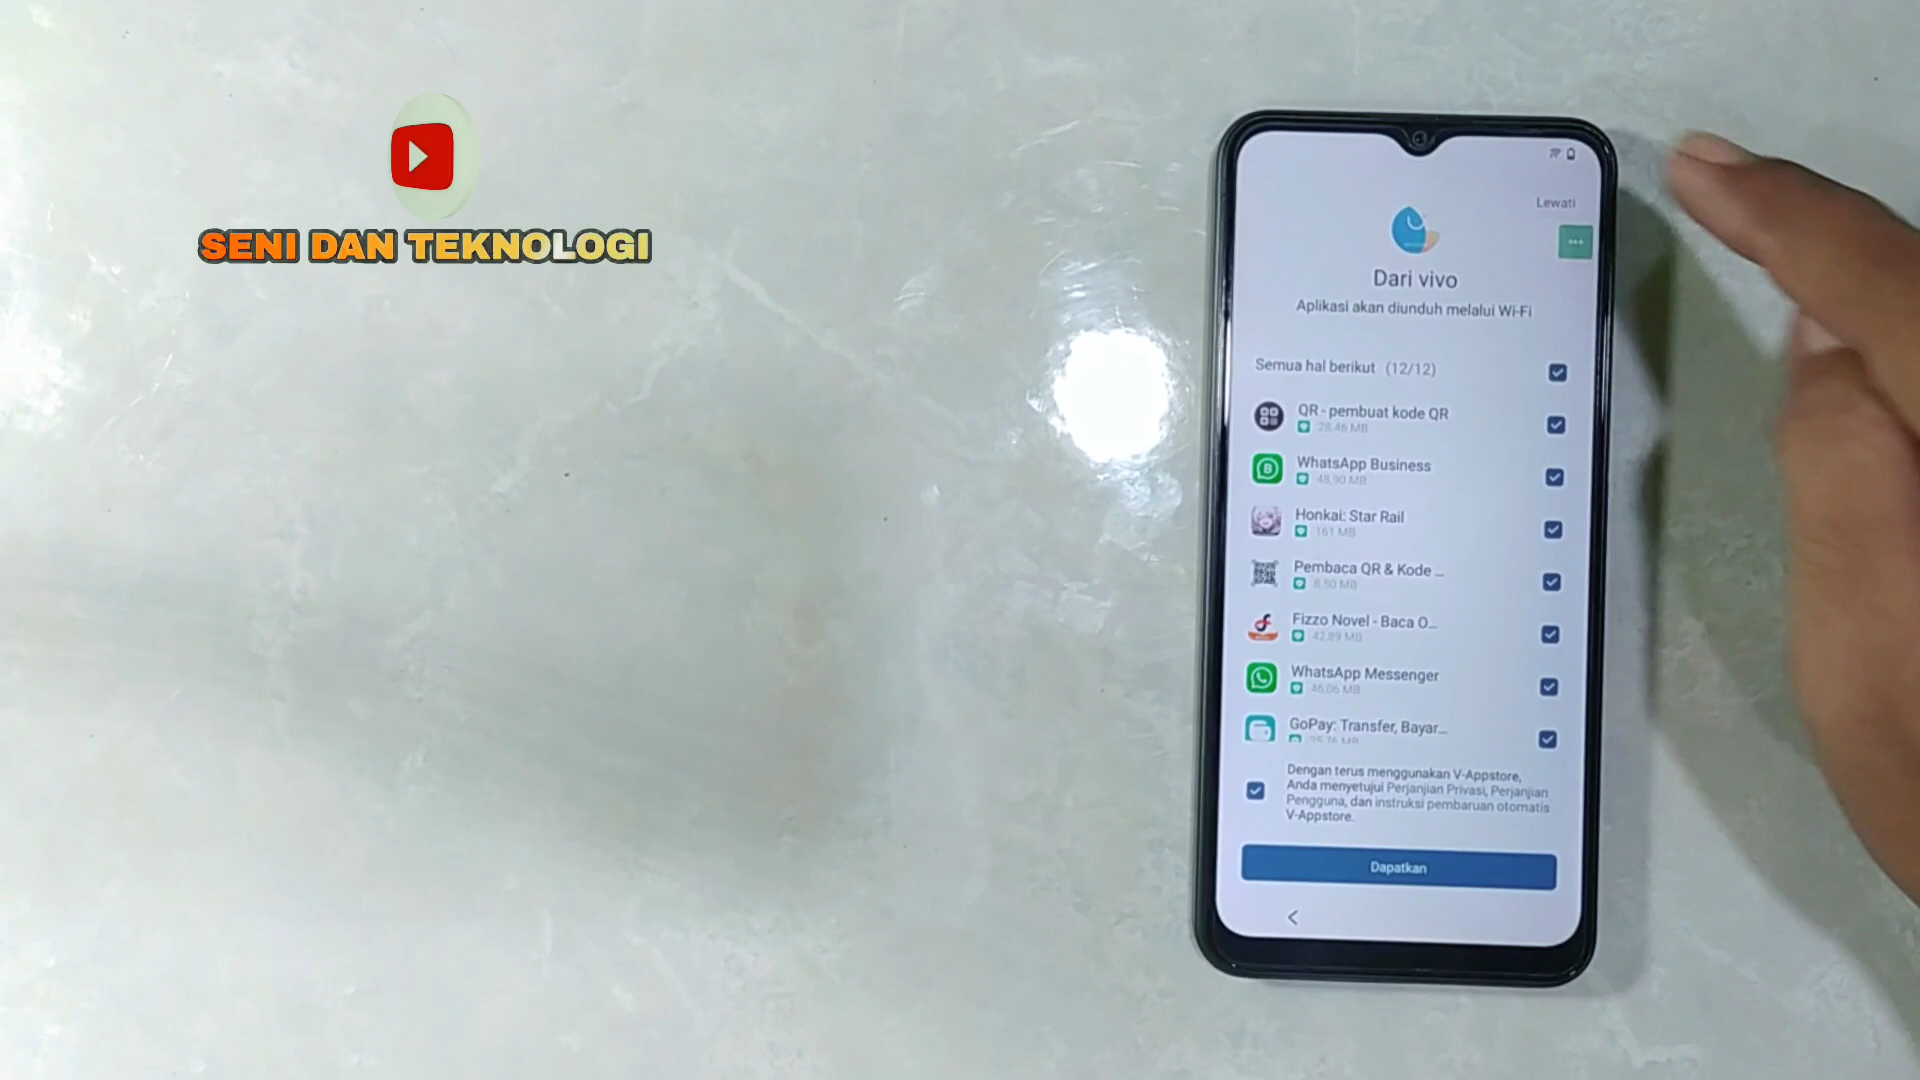 SENI DAN TEKNOLOGI
Lewati
Dari vivo
Aplikasi akan diunduh melalui Wi-Fi
Semua hal berikut (12/12)
QR - pembuat kode QR
28,46 MB
WhatsApp Business
48,90 MB
Honkai: Star Rail
161 MB
Pembaca QR & Kode ...
8,50 MB
Fizzo Novel - Baca O...
42,89 MB
WhatsApp Messenger
46,06 MB
GoPay: Transfer, Bayar...
Dengan terus menggunakan V-Appstore,
Anda menyetujui Perjanjian Privasi, Perjanjian
Pengguna, dan instruksi pembaruan otomatis
V-Appstore.
Dapatkan